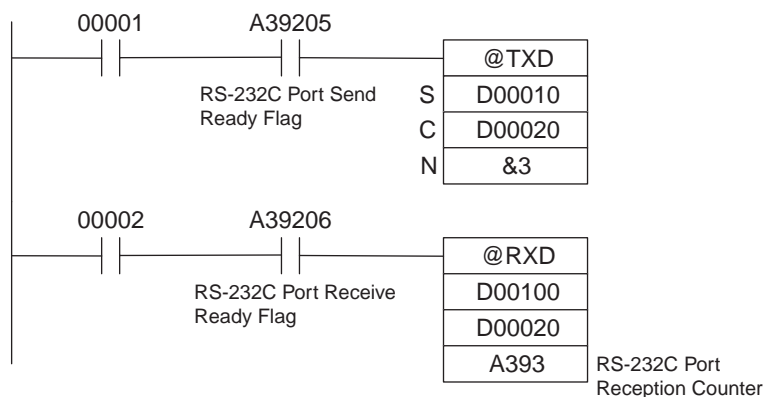 00001 A39205
@TXD
RS-232C Port Send
Ready Flag
S D00010
C D00020
N &3
00002 A39206
@RXD
RS-232C Port Receive
Ready Flag
D00100
D00020
A393
RS-232C Port
Reception Counter